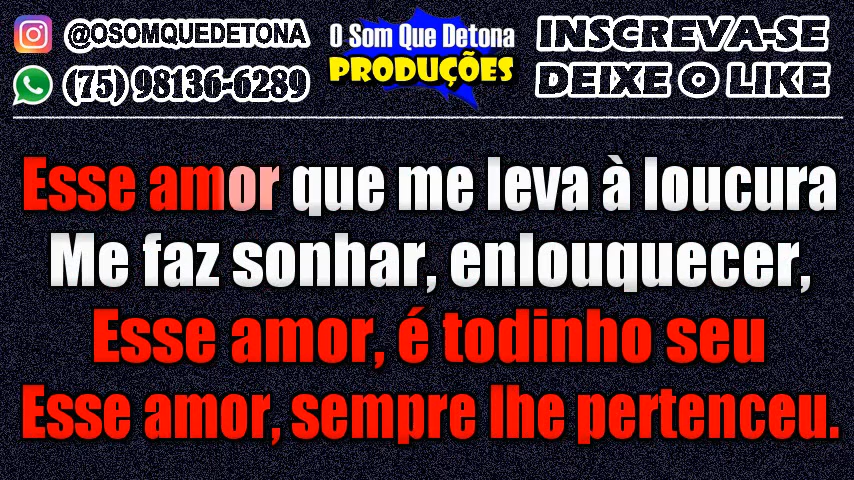 @OSOMQUEDETONA
(75) 98136-6289
O Som Que Detona
PRODUÇÕES
INSCREVA-SE
DEIXE O LIKE
Esse amor que me leva à loucura
Me faz sonhar, enlouquecer,
Esse amor, é todinho seu
Esse amor, sempre lhe pertenceu.